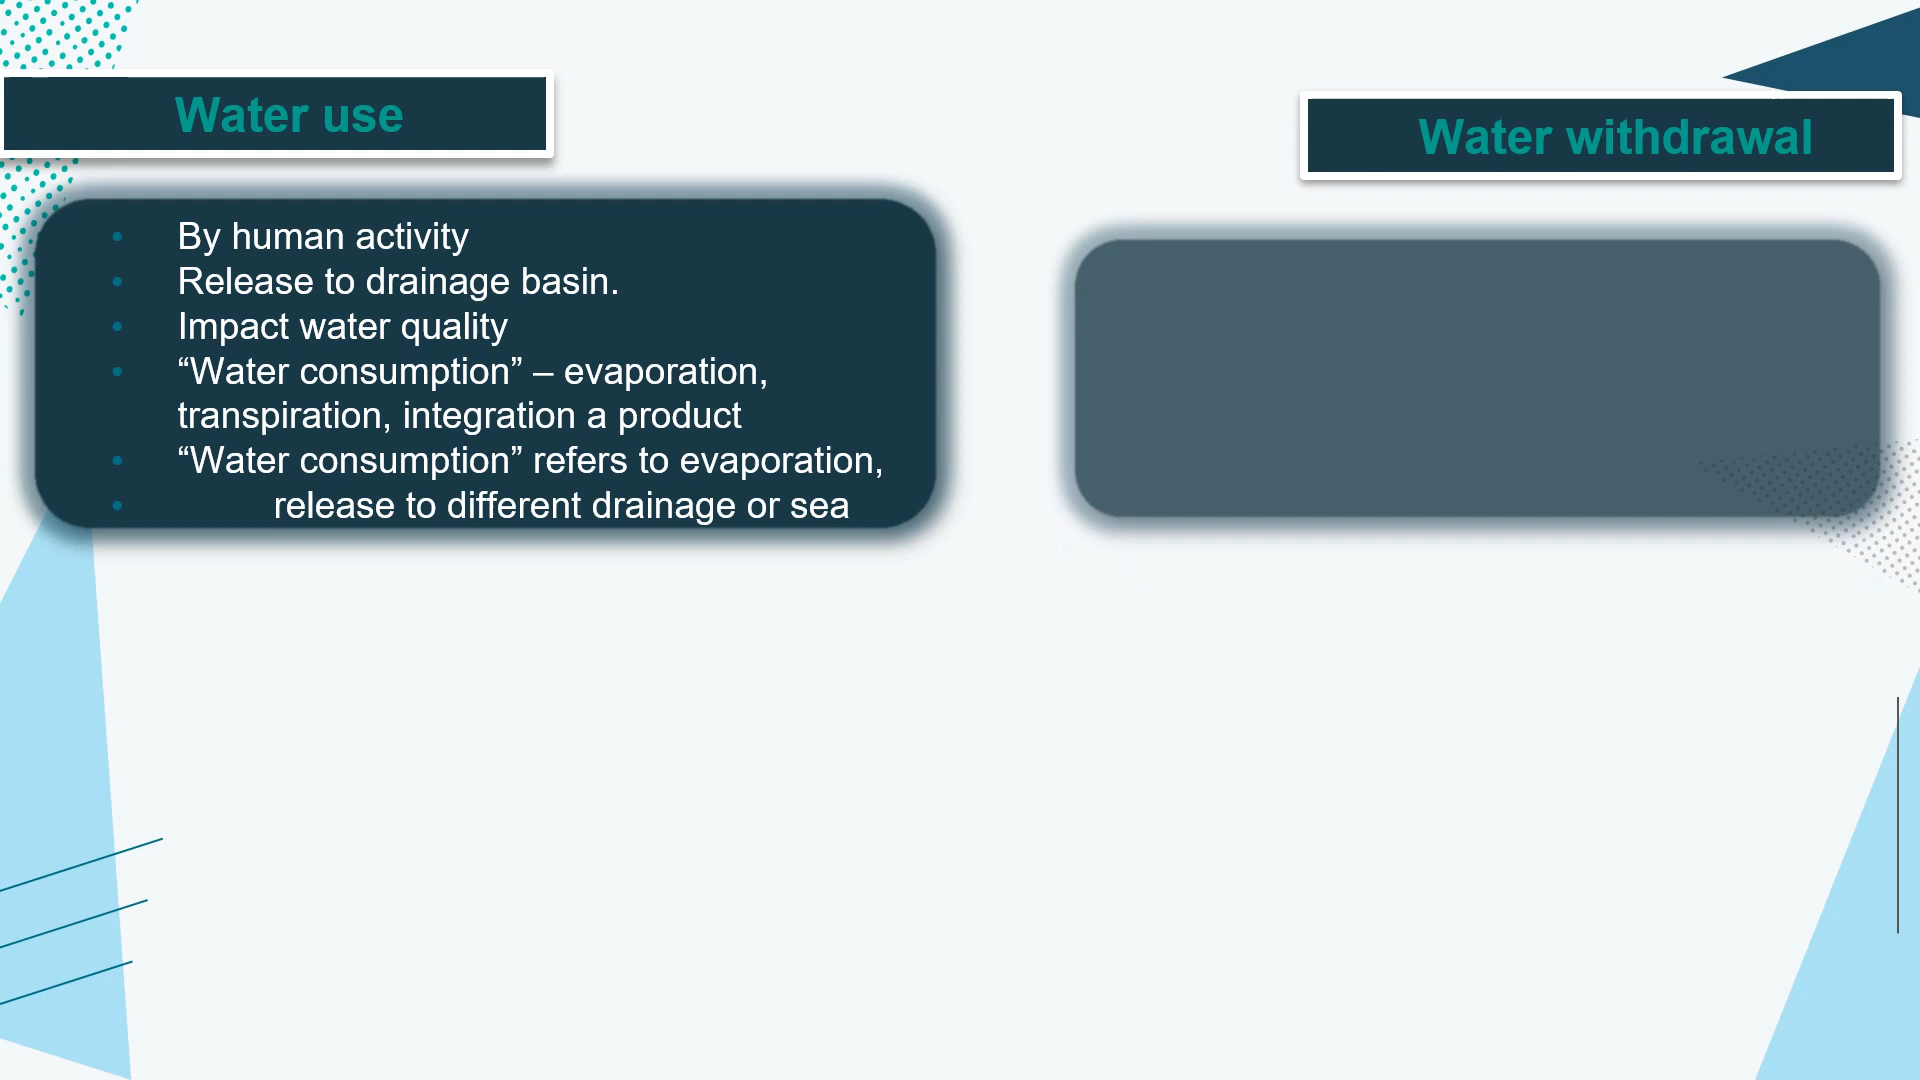 Water use
Water withdrawal
• By human activity
• Release to drainage basin.
• Impact water quality
• “Water consumption” – evaporation,
transpiration, integration a product
• “Water consumption” refers to evaporation,
• release to different drainage or sea